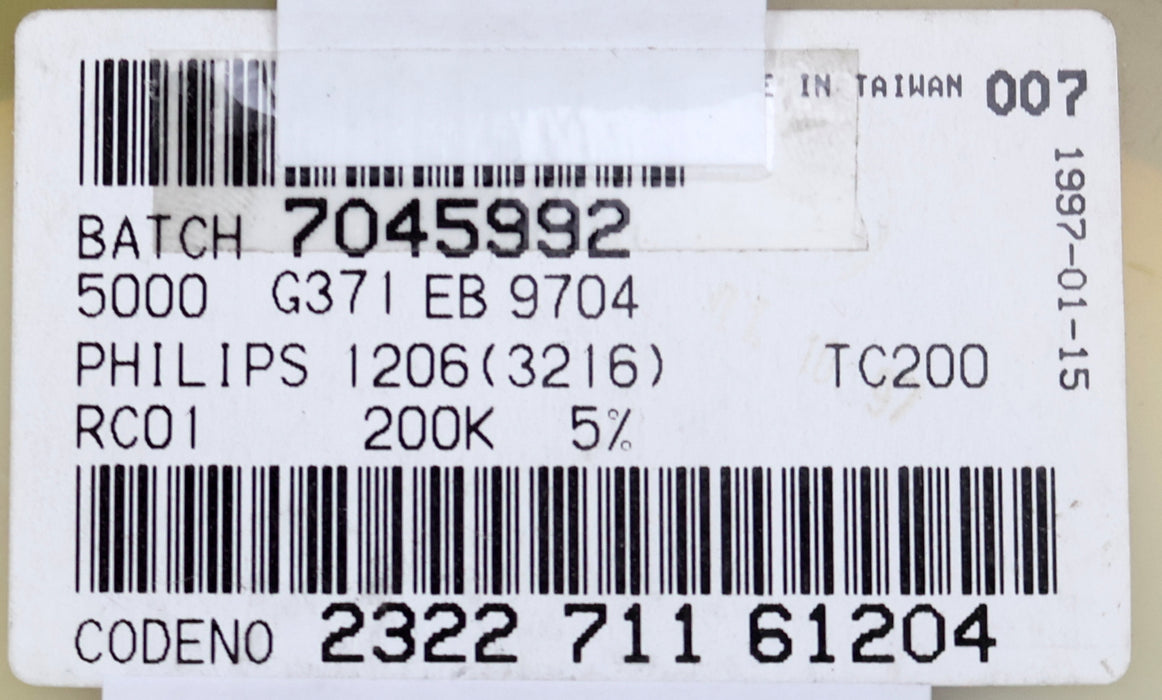 IN TAIWAN 007
1997-01-15
BATCH 7045992
5000 G371 EB 9704
PHILIPS 1206(3216) TC200
RC01 200K 5%
CODENO 2322 711 61204